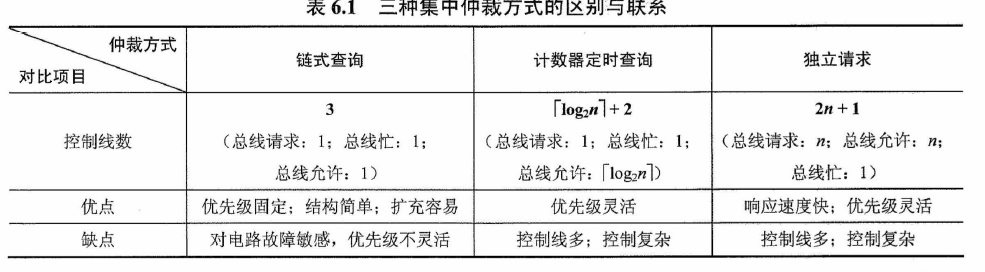 表 6.1 三种集中仲裁方式的区别与联系
仲裁方式
对比项目
链式查询
计数器定时查询
独立请求
控制线数
3
（总线请求：1；总线忙：1；
总线允许：1）
⌈log₂n⌉+2
（总线请求：1；总线忙：1；
总线允许：⌈log₂n⌉）
2n+1
（总线请求：n；总线允许：n；
总线忙：1）
优点
优先级固定；结构简单；扩充容易
优先级灵活
响应速度快；优先级灵活
缺点
对电路故障敏感，优先级不灵活
控制线多；控制复杂
控制线多；控制复杂